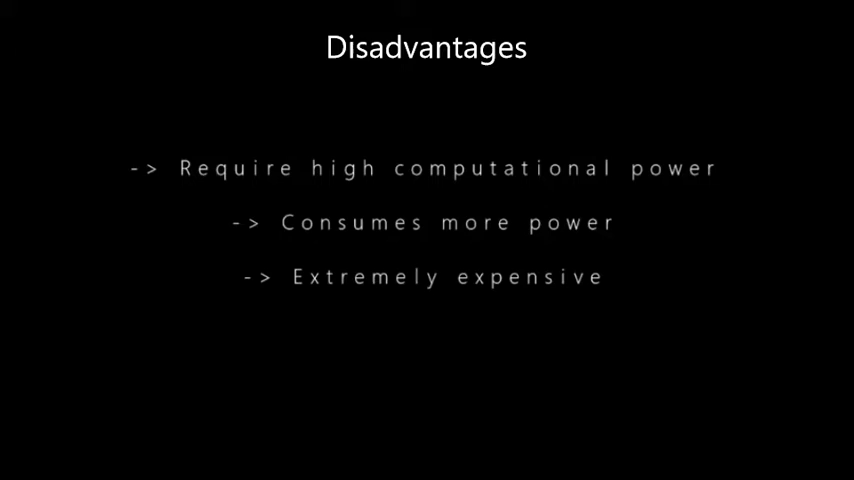 Disadvantages
-> Require high computational power
-> Consumes more power
-> Extremely expensive